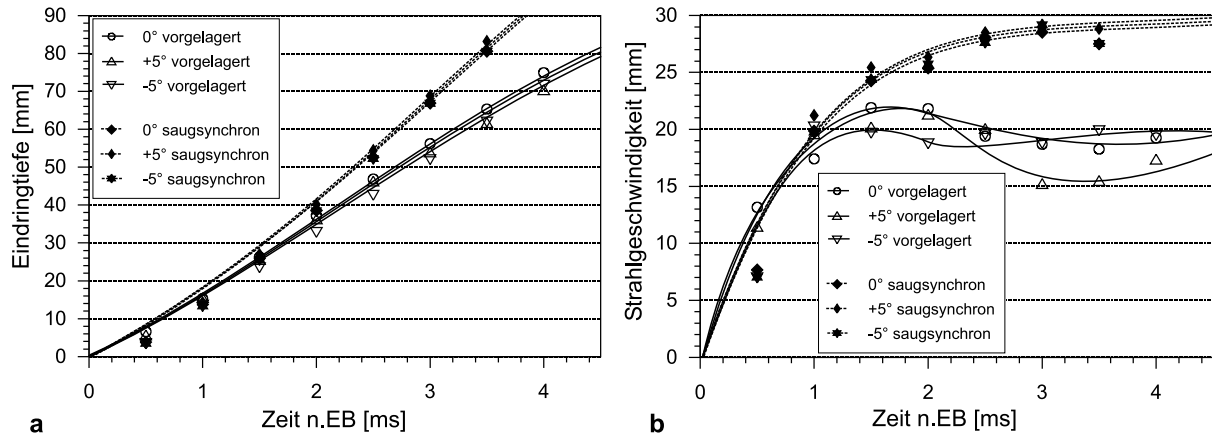 90
80
70
60
50
40
30
20
10
0
Eindringtiefe [mm]
0° vorgelagert
+5° vorgelagert
-5° vorgelagert
0° saugsynchron
+5° saugsynchron
-5° saugsynchron
0 1 2 3 4
Zeit n.EB [ms]
a
30
25
20
15
10
5
0
Strahlgeschwindigkeit [mm]
0° vorgelagert
+5° vorgelagert
-5° vorgelagert
0° saugsynchron
+5° saugsynchron
-5° saugsynchron
0 1 2 3 4
Zeit n.EB [ms]
b